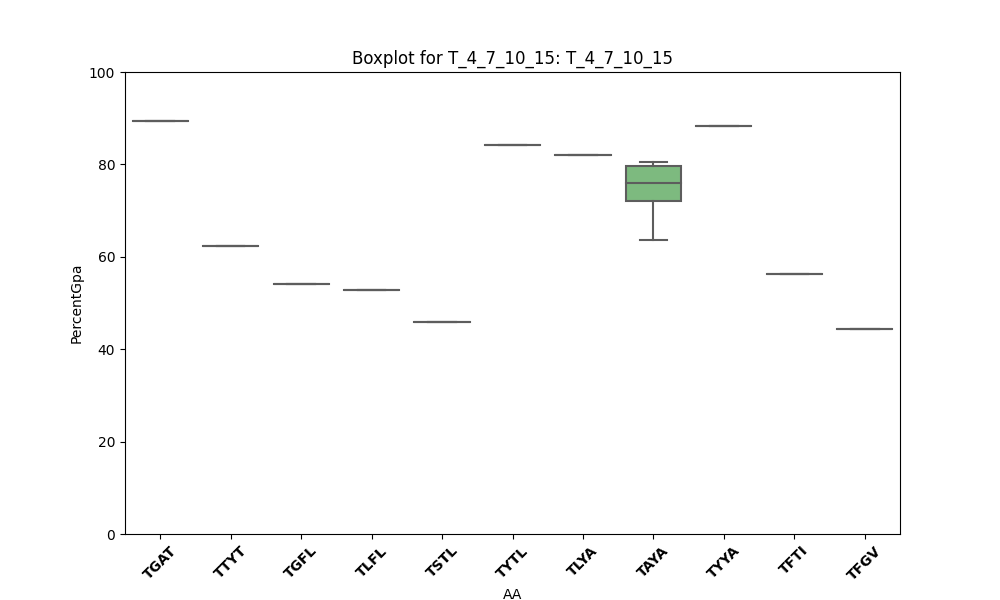 Boxplot for T_4_7_10_15: T_4_7_10_15
PercentGpa
100
80
60
40
20
0
TGAT TTYT TGFL TLFL TSTL TYTL TLYA TAYA TYYA TFTI TFGV
AA